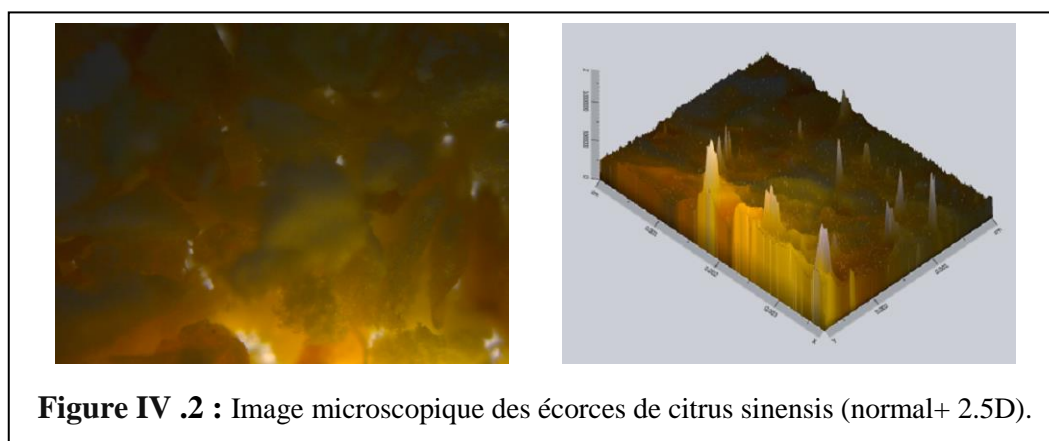 Figure IV .2 : Image microscopique des écorces de citrus sinensis (normal+ 2.5D).